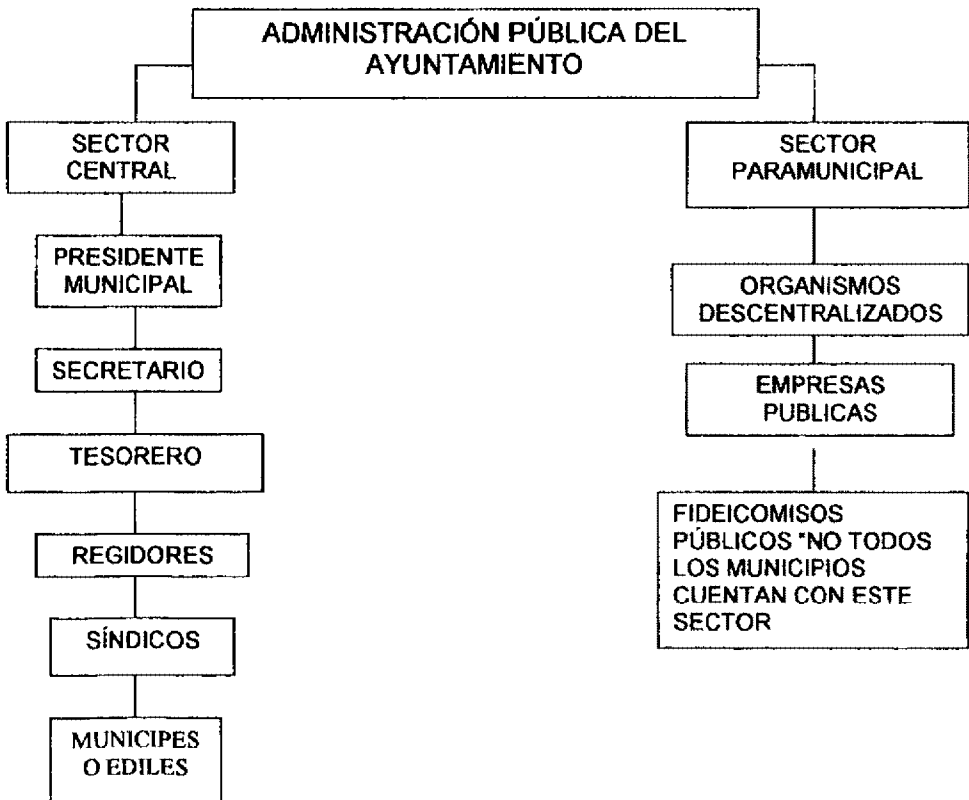 ADMINISTRACIÓN PÚBLICA DEL
AYUNTAMIENTO
SECTOR
CENTRAL
PRESIDENTE
MUNICIPAL
SECRETARIO
TESORERO
REGIDORES
SÍNDICOS
MUNICIPES
O EDILES
SECTOR
PARAMUNICIPAL
ORGANISMOS
DESCENTRALIZADOS
EMPRESAS
PUBLICAS
FIDEICOMISOS
PÚBLICOS *NO TODOS
LOS MUNICIPIOS
CUENTAN CON ESTE
SECTOR